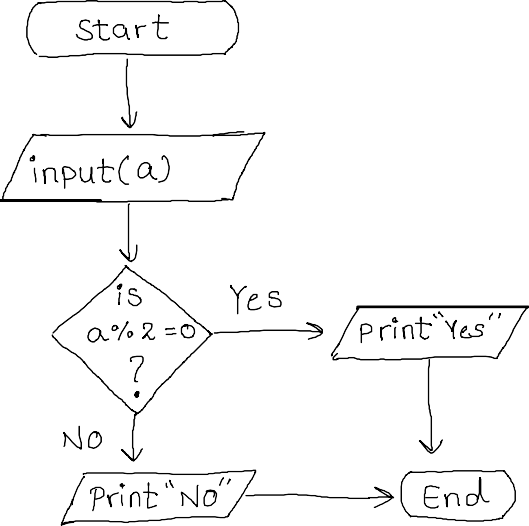 Start
input(a)
is
a%2=0
?
Yes
print"Yes"
No
Print"No"
End